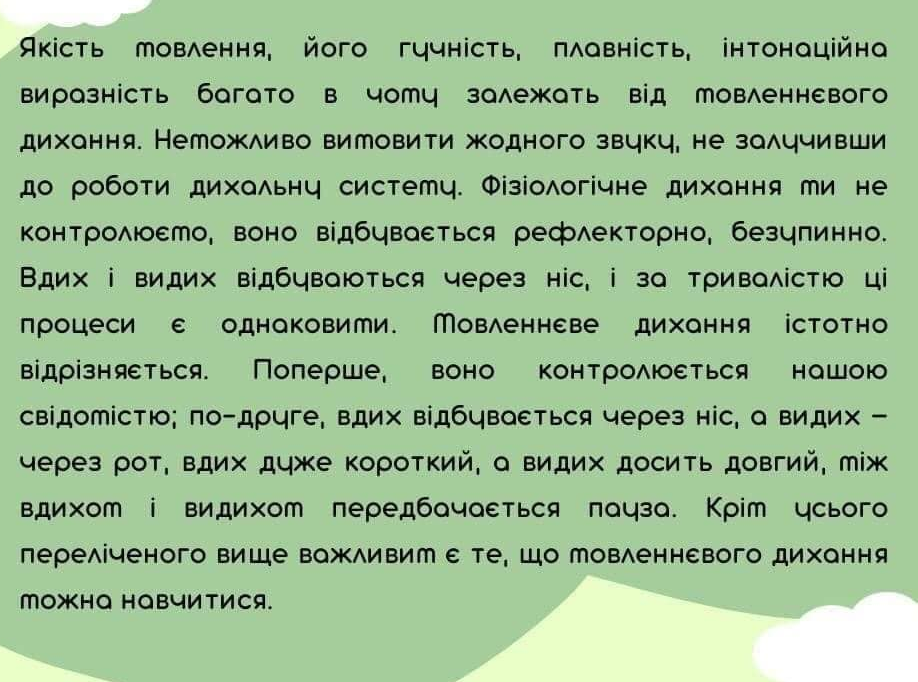 Якість мовлення, його гучність, плавність, інтонаційна
виразність багато в чому залежать від мовленнєвого
дихання. Неможливо вимовити жодного звуку, не залучивши
до роботи дихальну систему. Фізіологічне дихання ми не
контролюємо, воно відбувається рефлекторно, безупинно.
Вдих і видих відбуваються через ніс, і за тривалістю ці
процеси є однаковими. Мовленнєве дихання істотно
відрізняється. Поперше, воно контролюється нашою
свідомістю; по-друге, вдих відбувається через ніс, а видих –
через рот, вдих дуже короткий, а видих досить довгий, між
вдихом і видихом передбачається пауза. Крім усього
переліченого вище важливим є те, що мовленнєвого дихання
можна навчитися.